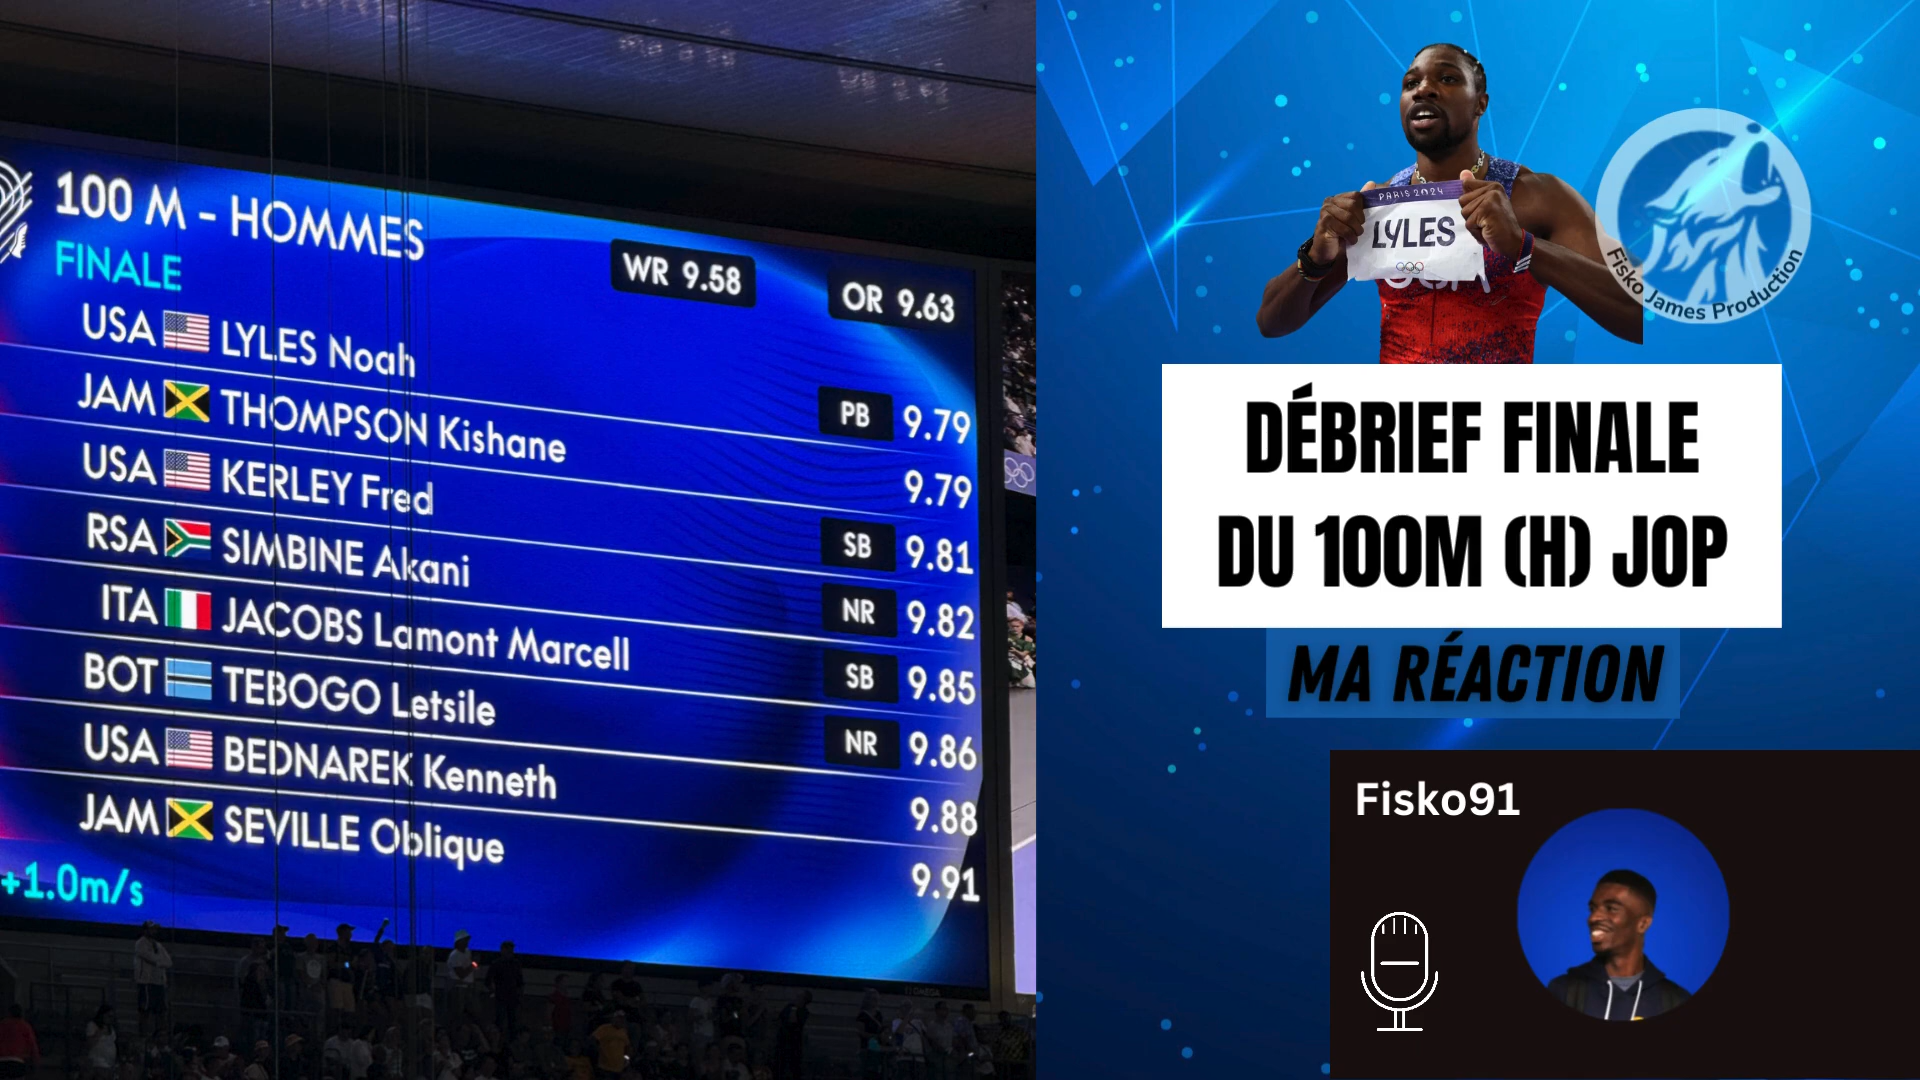 100 M - HOMMES
FINALE
WR 9.58
OR 9.63
USA LYLES Noah PB 9.79
JAM THOMPSON Kishane 9.79
USA KERLEY Fred SB 9.81
RSA SIMBINE Akani NR 9.82
ITA JACOBS Lamont Marcell SB 9.85
BOT TEBOGO Letsile NR 9.86
USA BEDNAREK Kenneth 9.88
JAM SEVILLE Oblique 9.91
+1.0m/s
PARIS 2024
LYLES
Fisko James Production
DÉBRIEF FINALE
DU 100M (H) JOP
MA RÉACTION
Fisko91